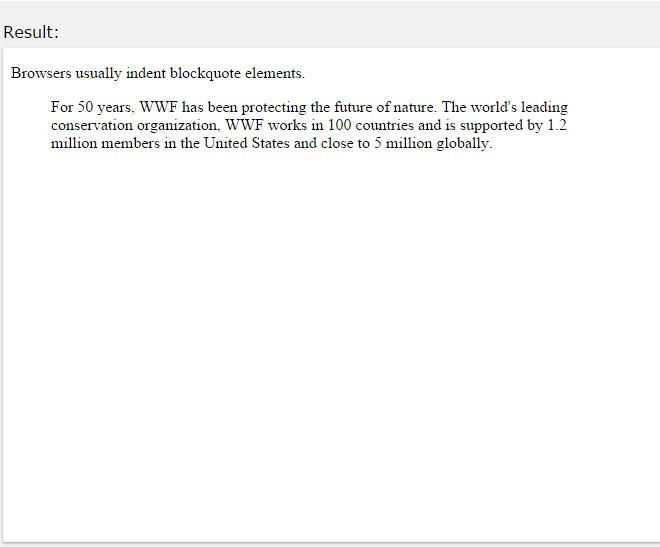 Result:
Browsers usually indent blockquote elements.
For 50 years, WWF has been protecting the future of nature. The world's leading
conservation organization, WWF works in 100 countries and is supported by 1.2
million members in the United States and close to 5 million globally.